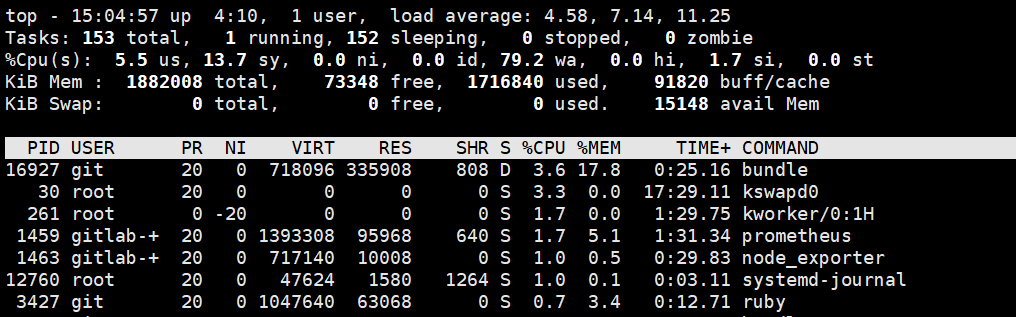 top - 15:04:57 up  4:10,  1 user,  load average: 4.58, 7.14, 11.25
Tasks: 153 total,   1 running, 152 sleeping,   0 stopped,   0 zombie
%Cpu(s):  5.5 us, 13.7 sy,  0.0 ni,  0.0 id, 79.2 wa,  0.0 hi,  1.7 si,  0.0 st
KiB Mem :  1882008 total,    73348 free,  1716840 used,    91820 buff/cache
KiB Swap:        0 total,        0 free,        0 used.    15148 avail Mem
  PID USER      PR  NI    VIRT    RES    SHR S %CPU %MEM     TIME+ COMMAND
16927 git       20   0  718096 335908    808 D  3.6 17.8   0:25.16 bundle
   30 root      20   0       0      0      0 S  3.3  0.0  17:29.11 kswapd0
  261 root       0 -20       0      0      0 S  1.7  0.0   1:29.75 kworker/0:1H
 1459 gitlab-+  20   0 1393308  95968    640 S  1.7  5.1   1:31.34 prometheus
 1463 gitlab-+  20   0  717140  10008      0 S  1.0  0.5   0:29.83 node_exporter
12760 root      20   0   47624   1580   1264 S  1.0  0.1   0:03.11 systemd-journal
 3427 git       20   0 1047640  63068      0 S  0.7  3.4   0:12.71 ruby